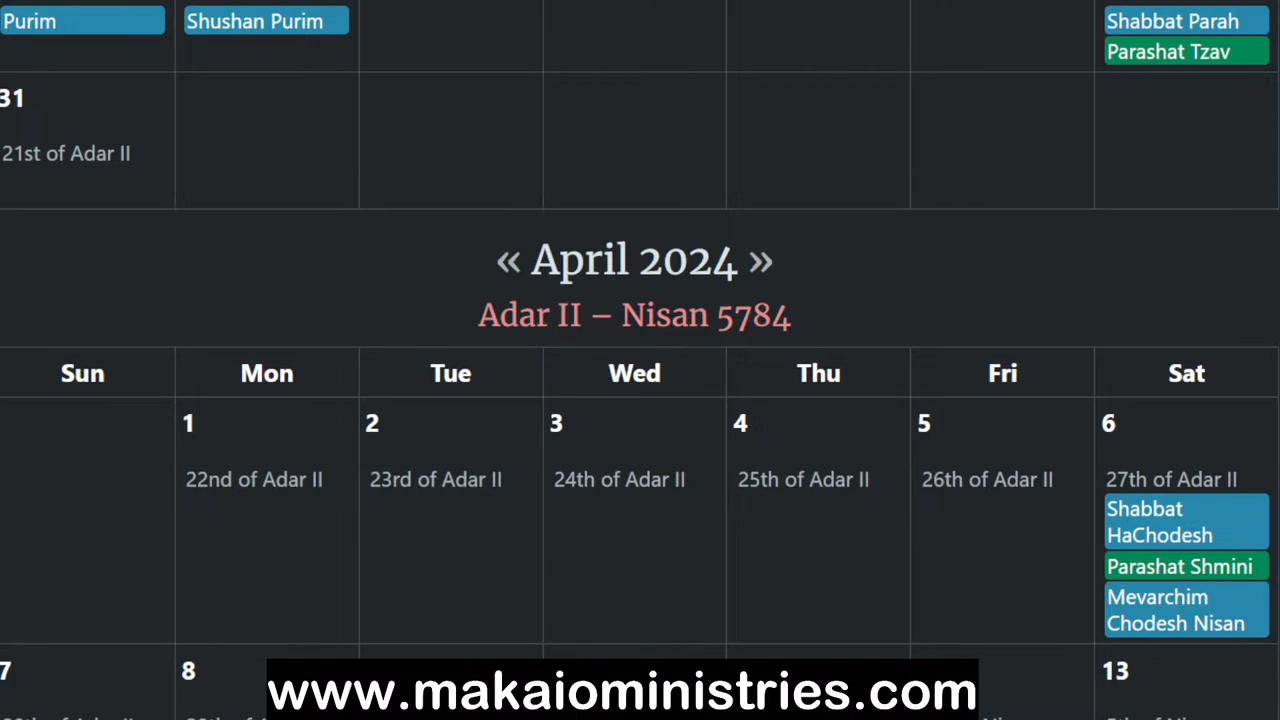 Purim
Shushan Purim
Shabbat Parah
Parashat Tzav
31
21st of Adar II
« April 2024 »
Adar II – Nisan 5784
Sun Mon Tue Wed Thu Fri Sat
1 2 3 4 5 6
22nd of Adar II 23rd of Adar II 24th of Adar II 25th of Adar II 26th of Adar II 27th of Adar II
Shabbat
HaChodesh
Parashat Shmini
Mevarchim
Chodesh Nisan
7 8 13
www.makaioministries.com